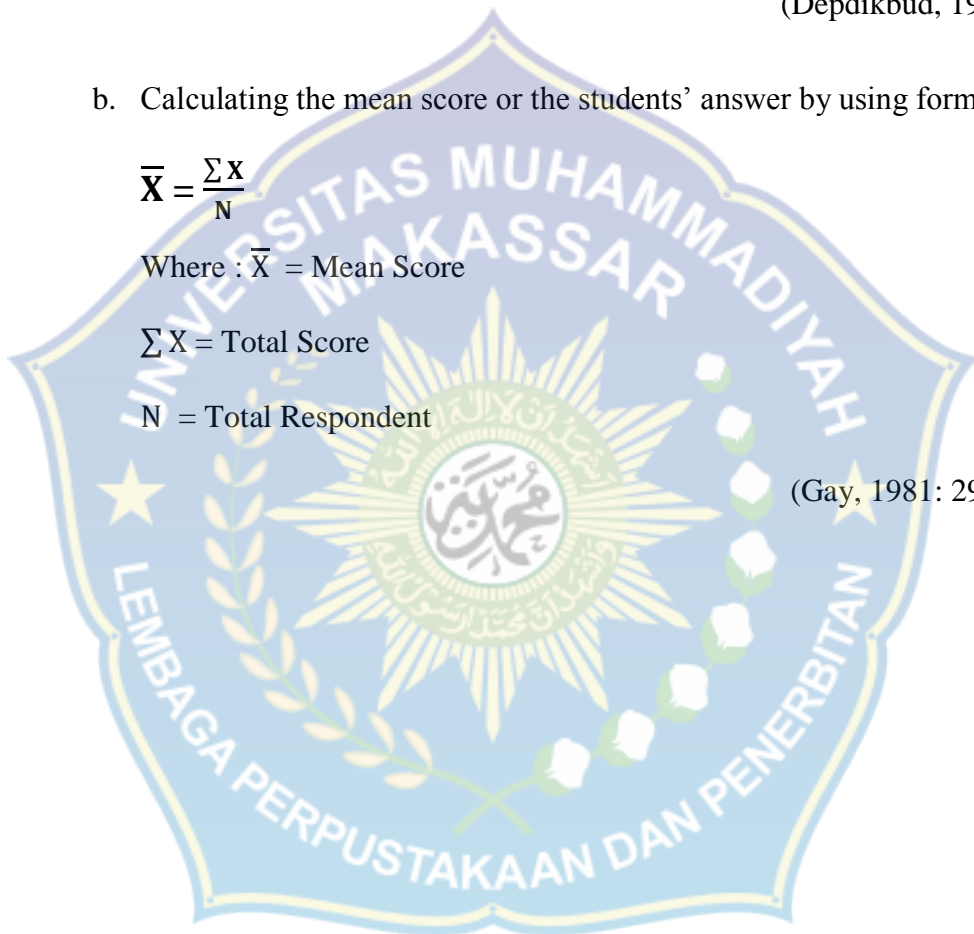 (Depdikbud, 19
b. Calculating the mean score or the students’ answer by using form
X̅ = ∑ X / N
Where : X̅ = Mean Score
∑ X = Total Score
N = Total Respondent
(Gay, 1981: 29
UNIVERSITAS MUHAMMADIYAH
MAKASSAR
LEMBAGA PERPUSTAKAAN DAN PENERBITAN